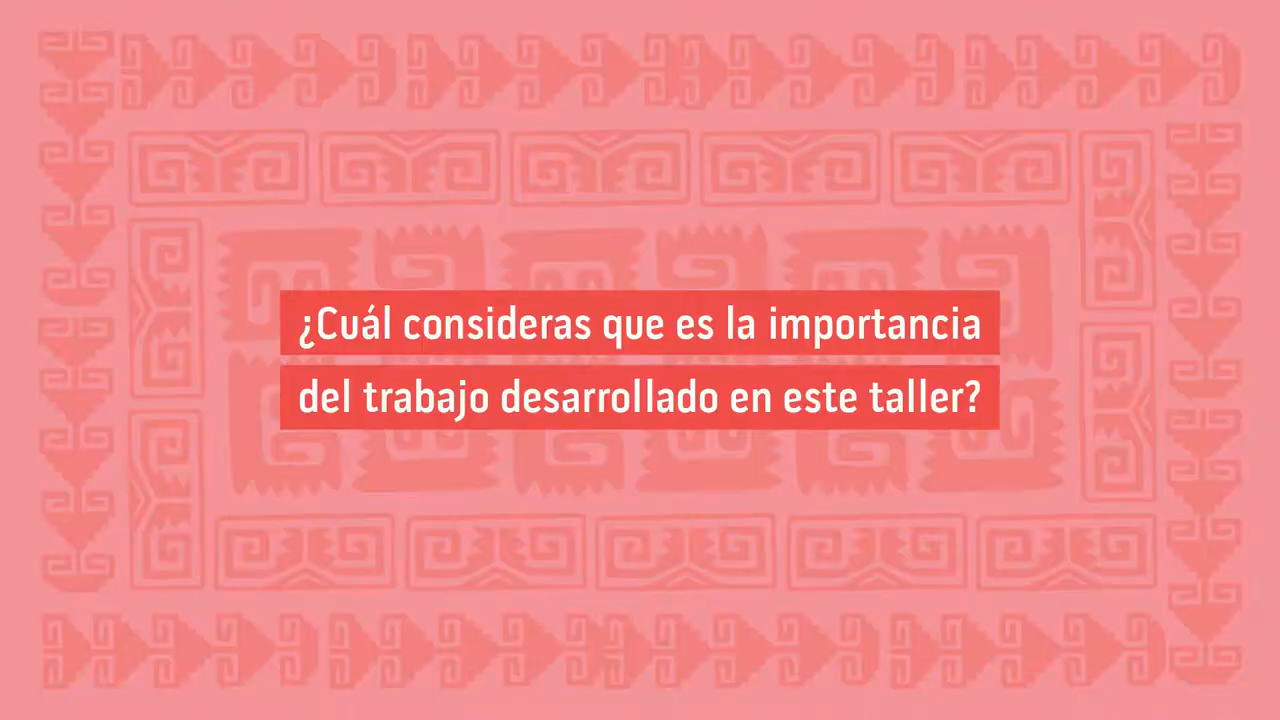 ¿Cuál consideras que es la importancia
del trabajo desarrollado en este taller?